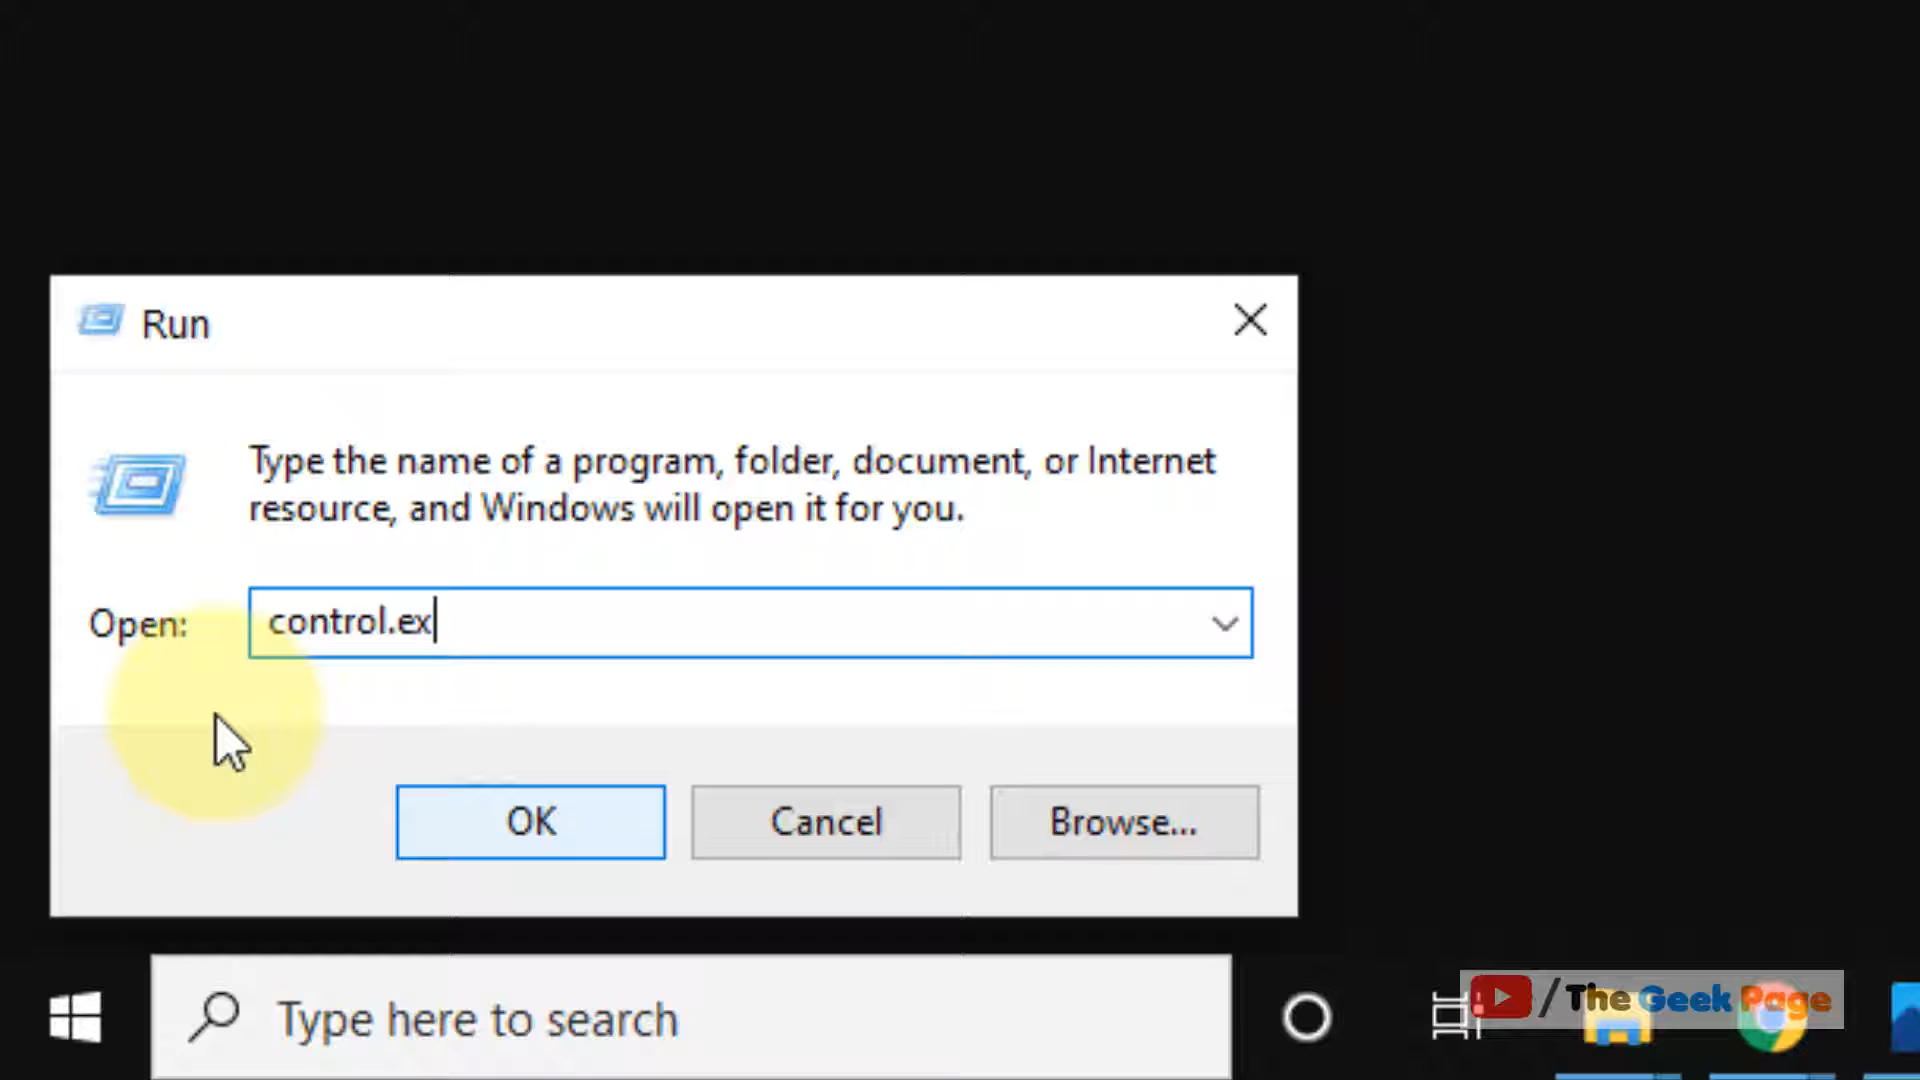 Run
Type the name of a program, folder, document, or Internet
resource, and Windows will open it for you.
Open: control.ex
OK Cancel Browse...
Type here to search
/The Geek Page